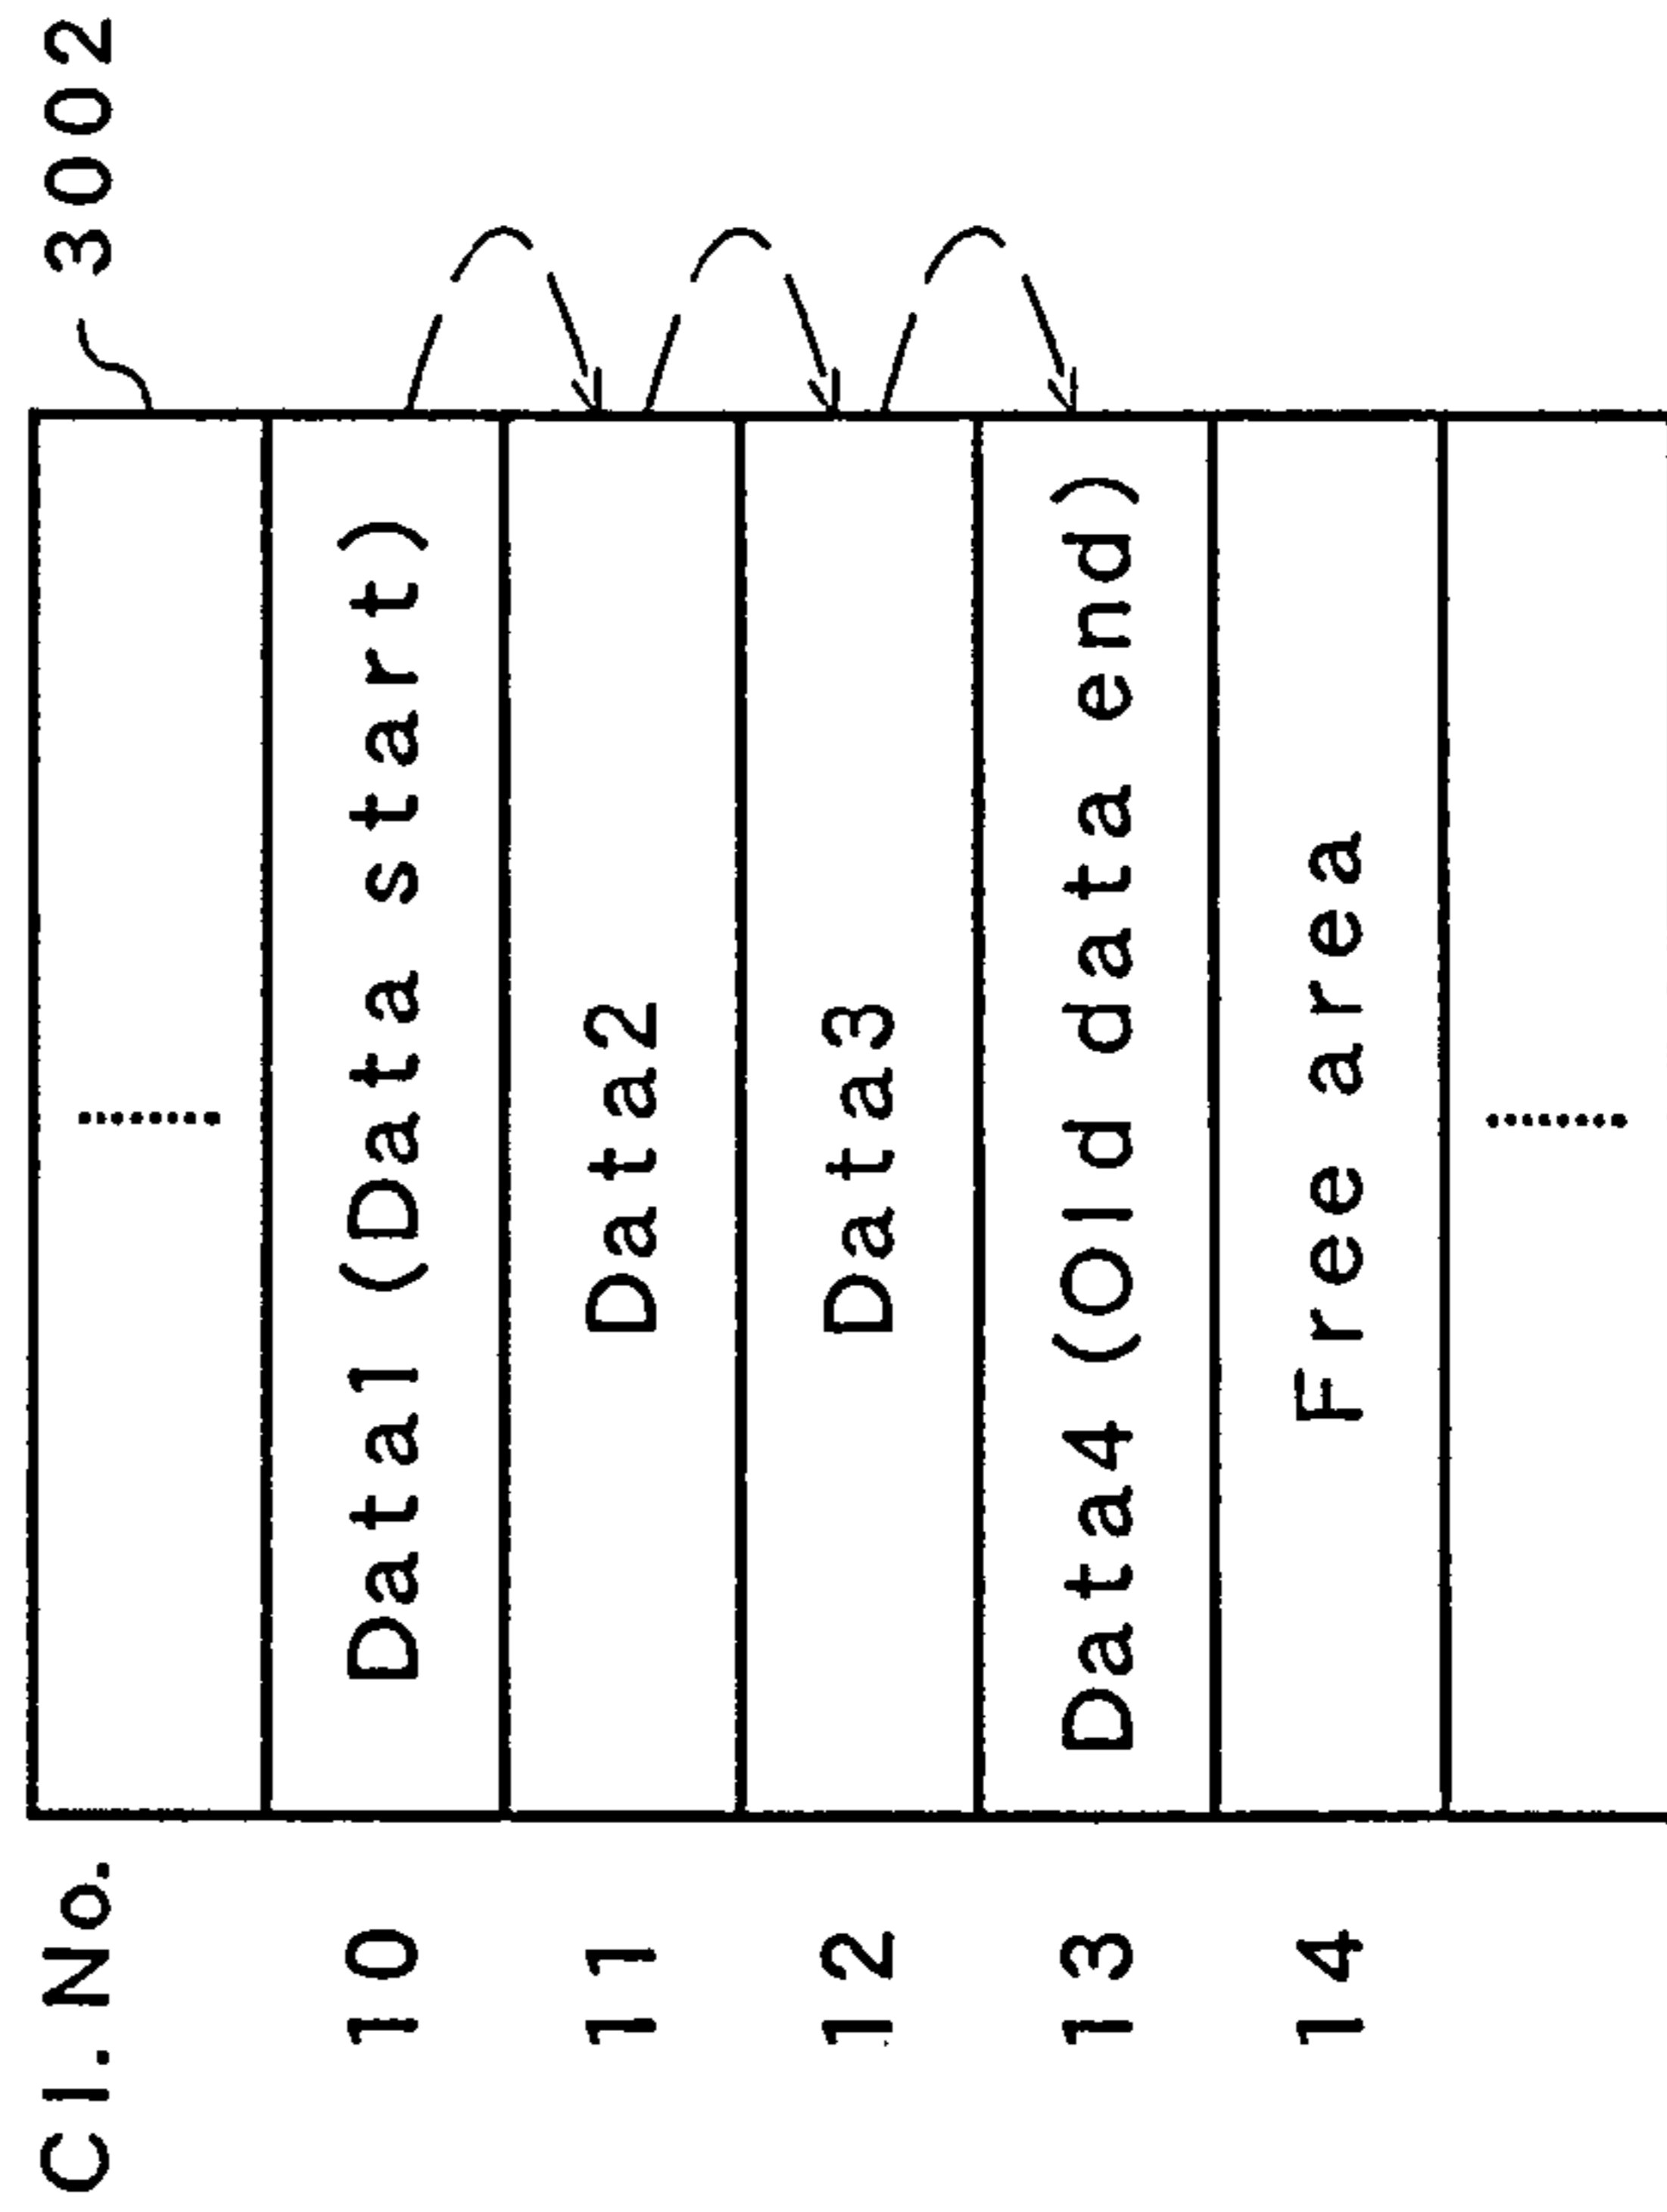 Cl. No.
3002
10 Data1 (Data start)
11 Data2
12 Data3
13 Data4 (Old data end)
14 Free area